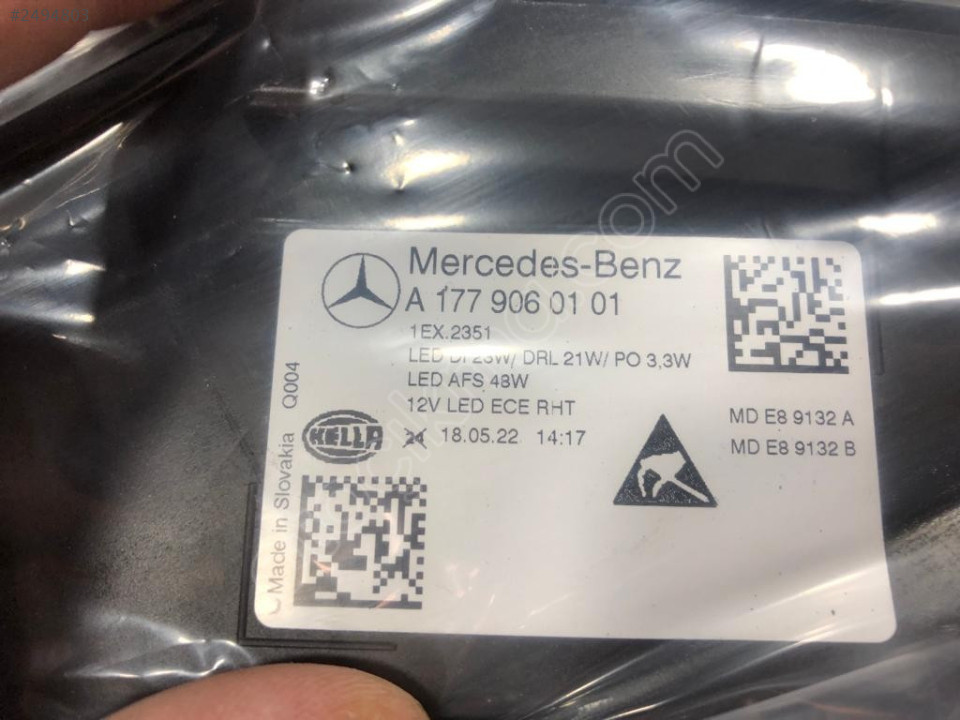 Mercedes-Benz
A 177 906 01 01
1EX.2351
LED DI 23W/ DRL 21W/ PO 3,3W
LED AFS 48W
12V LED ECE RHT
HELLA
24 18.05.22 14:17
MD E8 9132 A
MD E8 9132 B
Made in Slovakia Q004